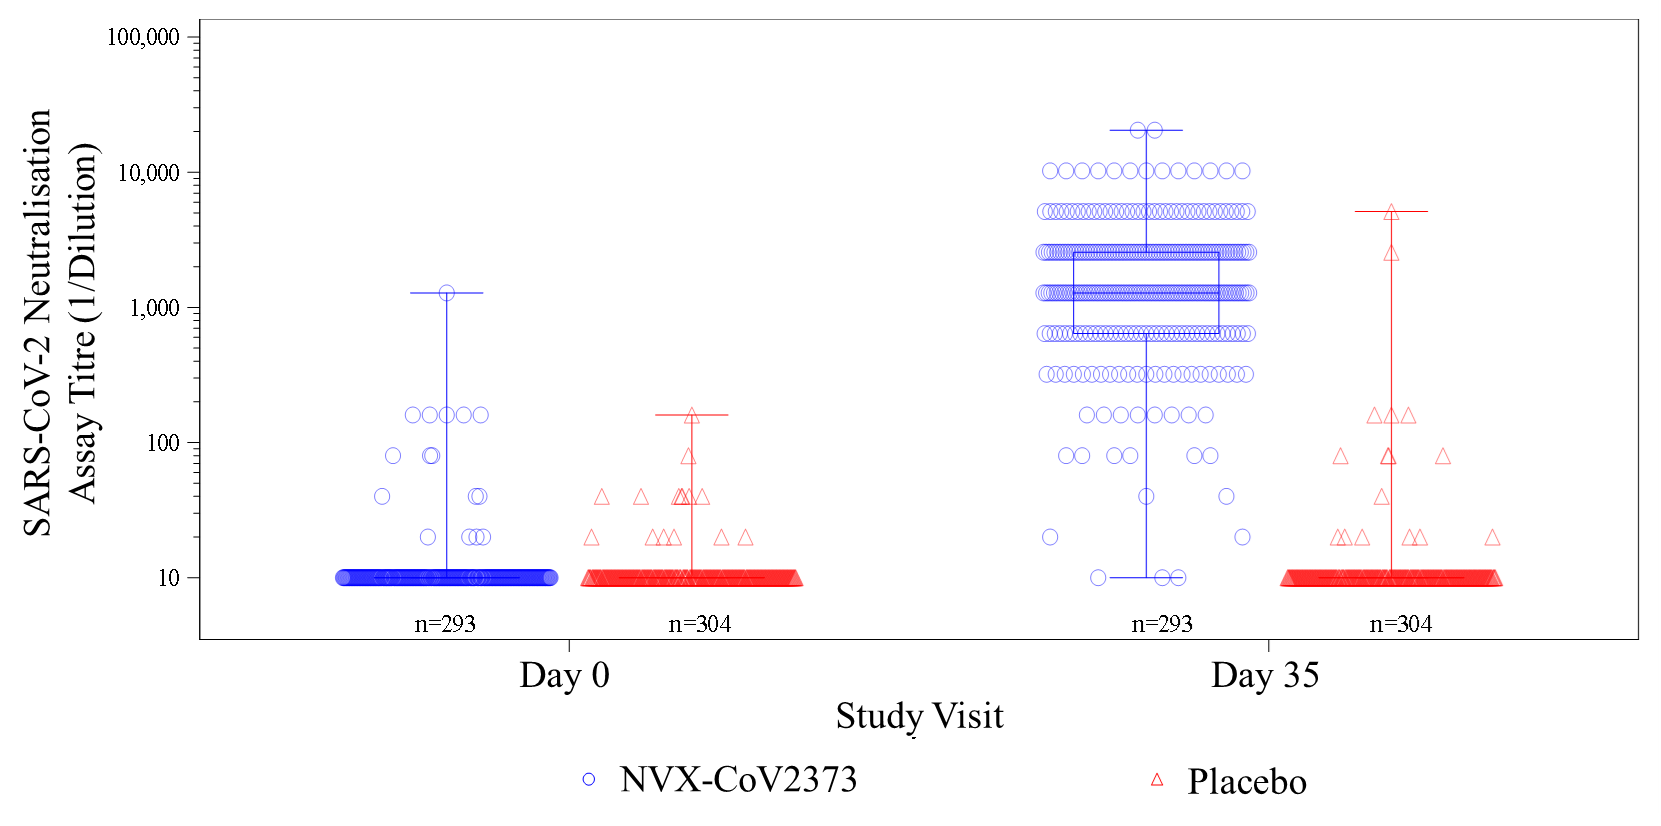 SARS-CoV-2 Neutralisation
Assay Titre (1/Dilution)
100,000
10,000
1,000
100
10
n=293
n=304
n=293
n=304
Day 0
Day 35
Study Visit
NVX-CoV2373
Placebo